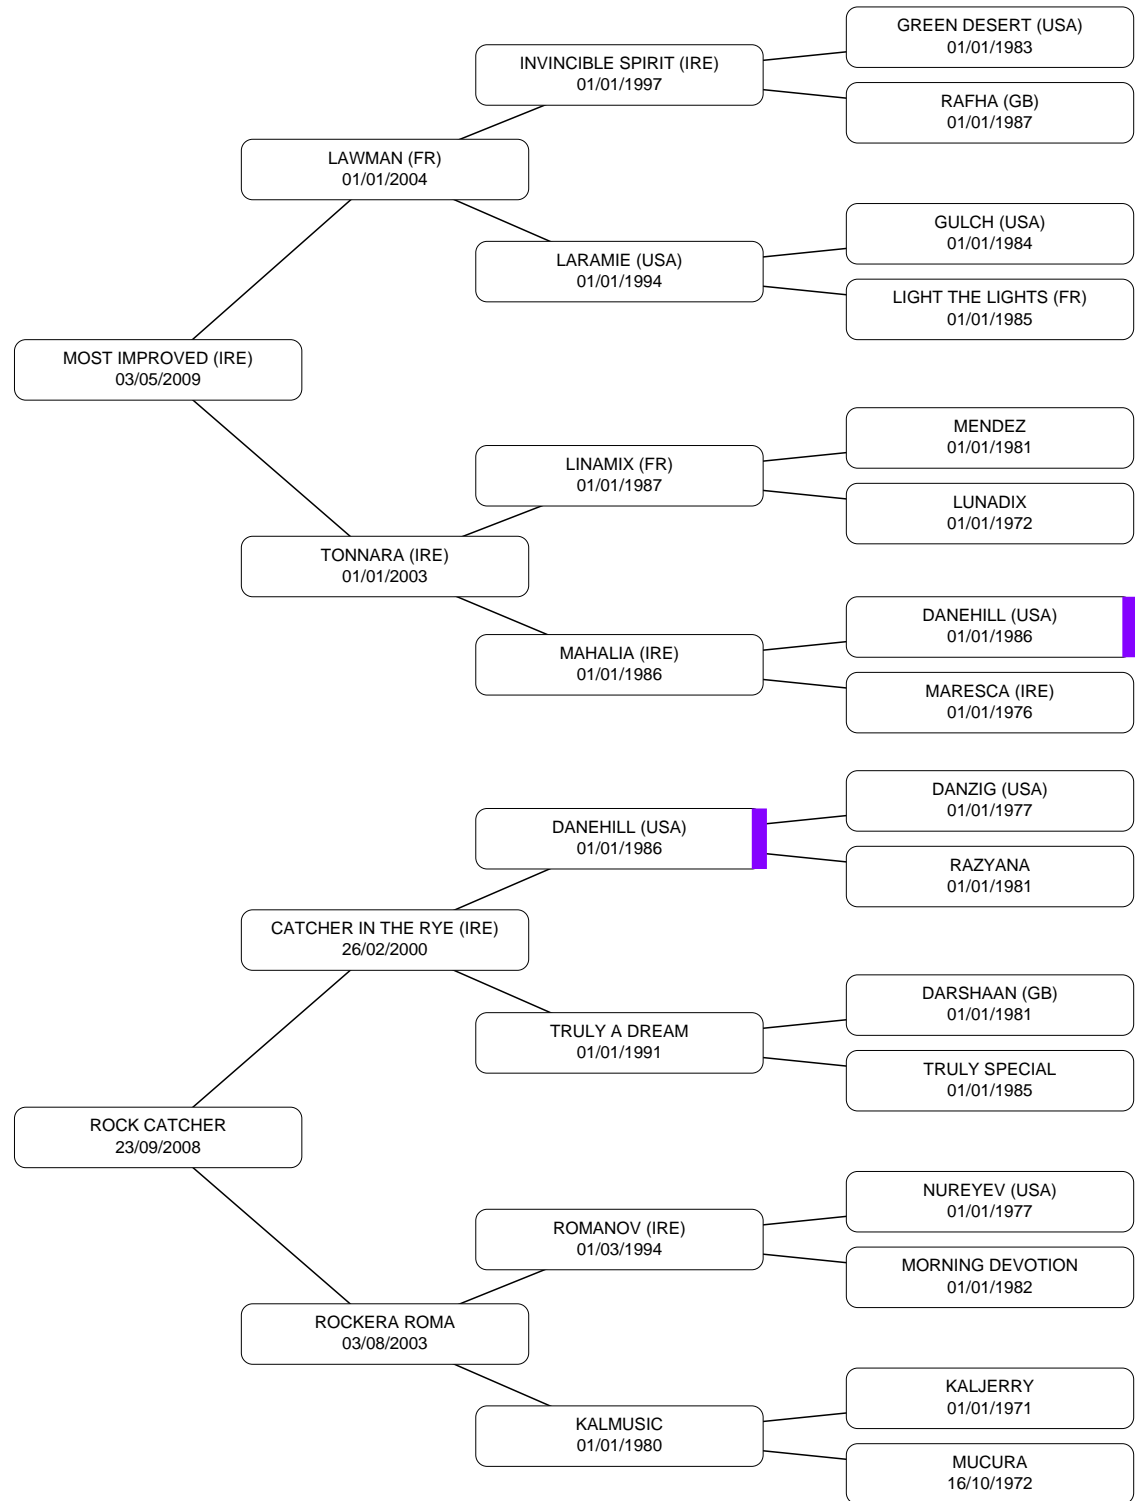 GREEN DESERT (USA)
01/01/1983
INVINCIBLE SPIRIT (IRE)
01/01/1997
RAFHA (GB)
01/01/1987
LAWMAN (FR)
01/01/2004
GULCH (USA)
01/01/1984
LARAMIE (USA)
01/01/1994
LIGHT THE LIGHTS (FR)
01/01/1985
MOST IMPROVED (IRE)
03/05/2009
MENDEZ
01/01/1981
LINAMIX (FR)
01/01/1987
LUNADIX
01/01/1972
TONNARA (IRE)
01/01/2003
DANEHILL (USA)
01/01/1986
MAHALIA (IRE)
01/01/1986
MARESCA (IRE)
01/01/1976
DANZIG (USA)
01/01/1977
DANEHILL (USA)
01/01/1986
RAZYANA
01/01/1981
CATCHER IN THE RYE (IRE)
26/02/2000
DARSHAAN (GB)
01/01/1981
TRULY A DREAM
01/01/1991
TRULY SPECIAL
01/01/1985
ROCK CATCHER
23/09/2008
NUREYEV (USA)
01/01/1977
ROMANOV (IRE)
01/03/1994
MORNING DEVOTION
01/01/1982
ROCKERA ROMA
03/08/2003
KALJERRY
01/01/1971
KALMUSIC
01/01/1980
MUCURA
16/10/1972